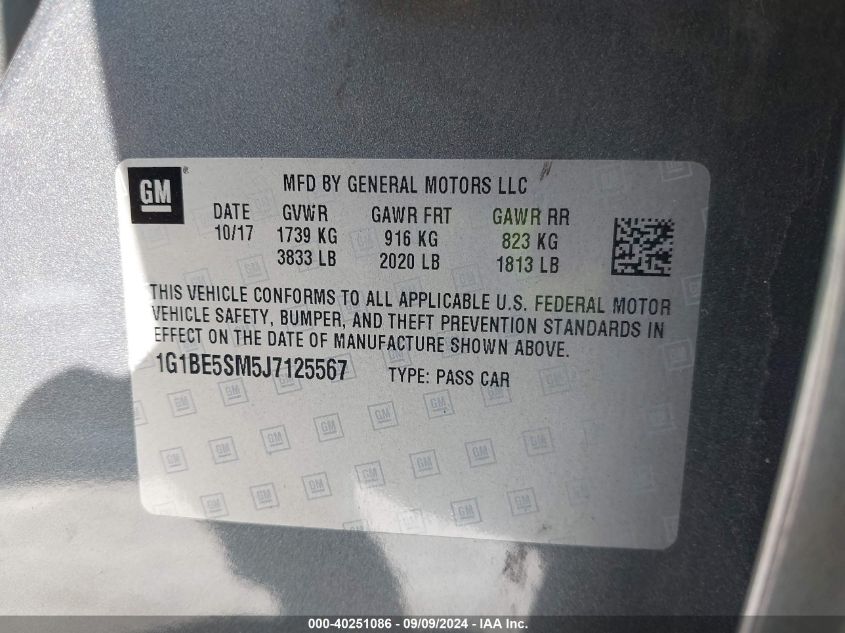 GM ® MFD BY GENERAL MOTORS LLC
DATE GVWR GAWR FRT GAWR RR
10/17 1739 KG 916 KG 823 KG
3833 LB 2020 LB 1813 LB
THIS VEHICLE CONFORMS TO ALL APPLICABLE U.S. FEDERAL MOTOR
VEHICLE SAFETY, BUMPER, AND THEFT PREVENTION STANDARDS IN
EFFECT ON THE DATE OF MANUFACTURE SHOWN ABOVE.
1G1BE5SM5J7125567 TYPE: PASS CAR
000-40251086 - 09/09/2024 - IAA Inc.